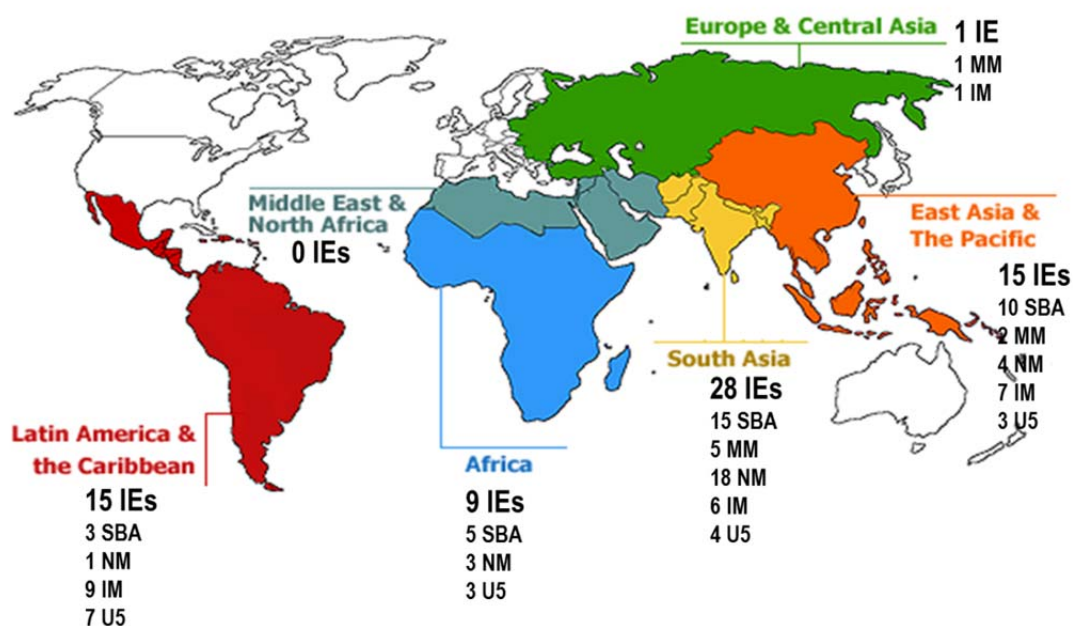 Europe & Central Asia
1 IE
1 MM
1 IM
Middle East &
North Africa
0 IEs
East Asia &
The Pacific
15 IEs
10 SBA
2 MM
4 NM
7 IM
3 U5
South Asia
28 IEs
15 SBA
5 MM
18 NM
6 IM
4 U5
Latin America &
the Caribbean
15 IEs
3 SBA
1 NM
9 IM
7 U5
Africa
9 IEs
5 SBA
3 NM
3 U5